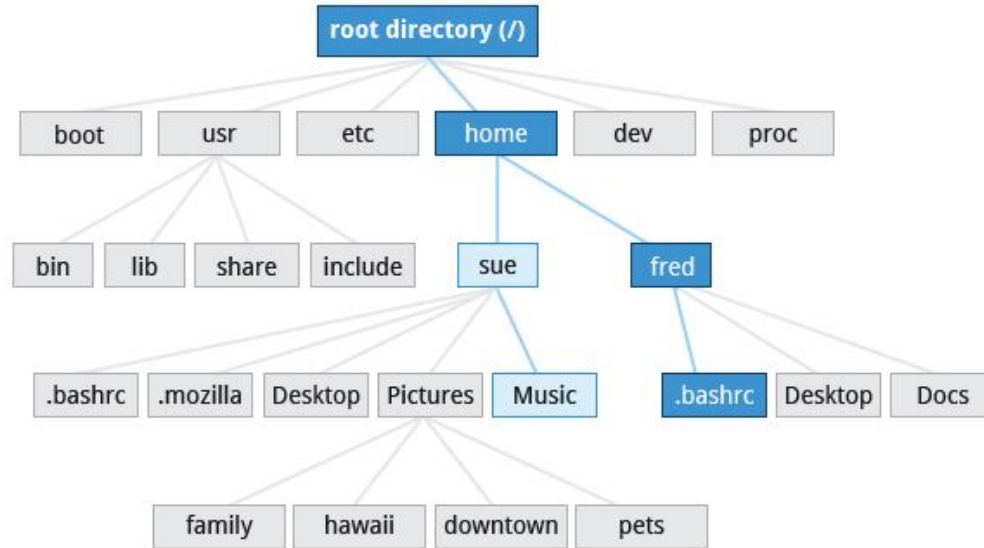 root directory (/)
boot usr etc home dev proc
bin lib share include sue fred
.bashrc .mozilla Desktop Pictures Music .bashrc Desktop Docs
family hawaii downtown pets